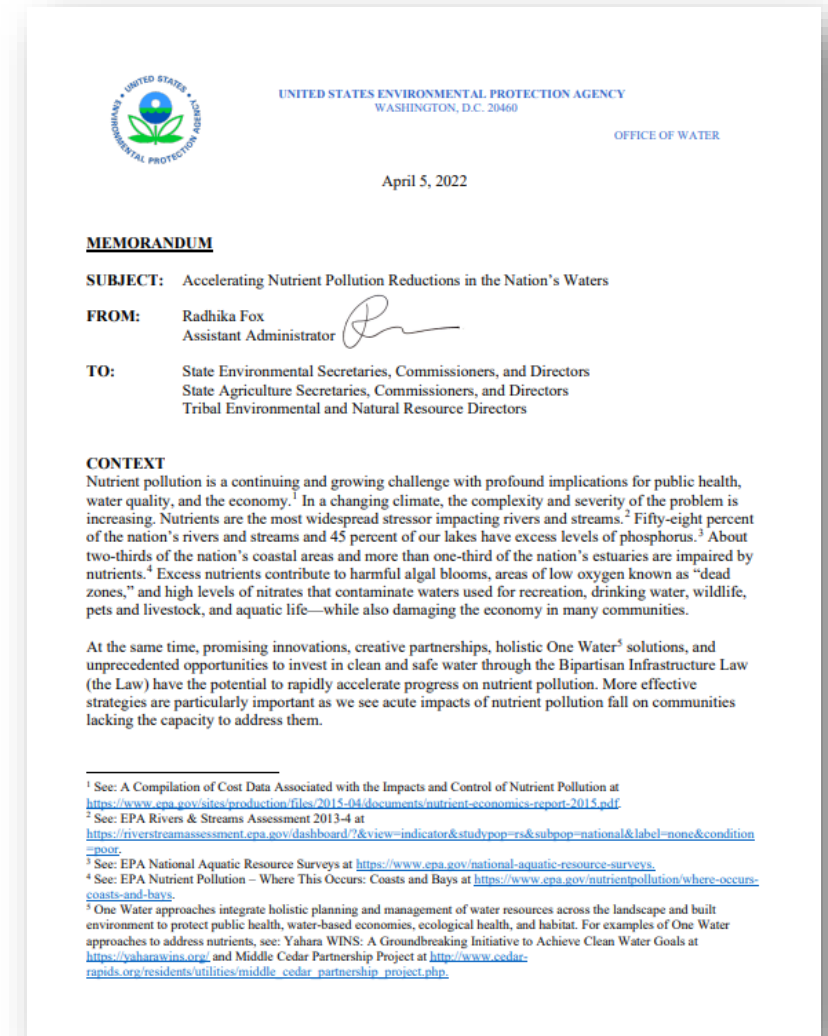 UNITED STATES
ENVIRONMENTAL PROTECTION AGENCY
UNITED STATES ENVIRONMENTAL PROTECTION AGENCY
WASHINGTON, D.C. 20460
OFFICE OF WATER
April 5, 2022
MEMORANDUM
SUBJECT: Accelerating Nutrient Pollution Reductions in the Nation's Waters
FROM: Radhika Fox
Assistant Administrator
TO: State Environmental Secretaries, Commissioners, and Directors
State Agriculture Secretaries, Commissioners, and Directors
Tribal Environmental and Natural Resource Directors
CONTEXT
Nutrient pollution is a continuing and growing challenge with profound implications for public health,
water quality, and the economy.1 In a changing climate, the complexity and severity of the problem is
increasing. Nutrients are the most widespread stressor impacting rivers and streams.2 Fifty-eight percent
of the nation's rivers and streams and 45 percent of our lakes have excess levels of phosphorus.3 About
two-thirds of the nation's coastal areas and more than one-third of the nation's estuaries are impaired by
nutrients.4 Excess nutrients contribute to harmful algal blooms, areas of low oxygen known as “dead
zones,” and high levels of nitrates that contaminate waters used for recreation, drinking water, wildlife,
pets and livestock, and aquatic life—while also damaging the economy in many communities.
At the same time, promising innovations, creative partnerships, holistic One Water5 solutions, and
unprecedented opportunities to invest in clean and safe water through the Bipartisan Infrastructure Law
(the Law) have the potential to rapidly accelerate progress on nutrient pollution. More effective
strategies are particularly important as we see acute impacts of nutrient pollution fall on communities
lacking the capacity to address them.
1 See: A Compilation of Cost Data Associated with the Impacts and Control of Nutrient Pollution at
https://www.epa.gov/sites/production/files/2015-04/documents/nutrient-economics-report-2015.pdf.
2 See: EPA Rivers & Streams Assessment 2013-4 at
https://riverstreamassessment.epa.gov/dashboard/?&view=indicator&studypop=rs&subpop=national&label=none&condition
=poor.
3 See: EPA National Aquatic Resource Surveys at https://www.epa.gov/national-aquatic-resource-surveys.
4 See: EPA Nutrient Pollution – Where This Occurs: Coasts and Bays at https://www.epa.gov/nutrientpollution/where-occurs-
coasts-and-bays.
5 One Water approaches integrate holistic planning and management of water resources across the landscape and built
environment to protect public health, water-based economies, ecological health, and habitat. For examples of One Water
approaches to address nutrients, see: Yahara WINS: A Groundbreaking Initiative to Achieve Clean Water Goals at
https://yaharawins.org/ and Middle Cedar Partnership Project at http://www.cedar-
rapids.org/residents/utilities/middle_cedar_partnership_project.php.